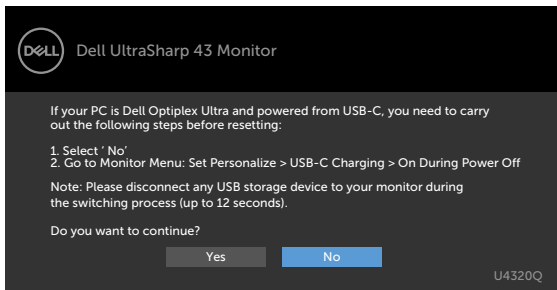 DELL
Dell UltraSharp 43 Monitor
If your PC is Dell Optiplex Ultra and powered from USB-C, you need to carry
out the following steps before resetting:
1. Select ‘ No’
2. Go to Monitor Menu: Set Personalize > USB-C Charging > On During Power Off
Note: Please disconnect any USB storage device to your monitor during
the switching process (up to 12 seconds).
Do you want to continue?
Yes No
U4320Q